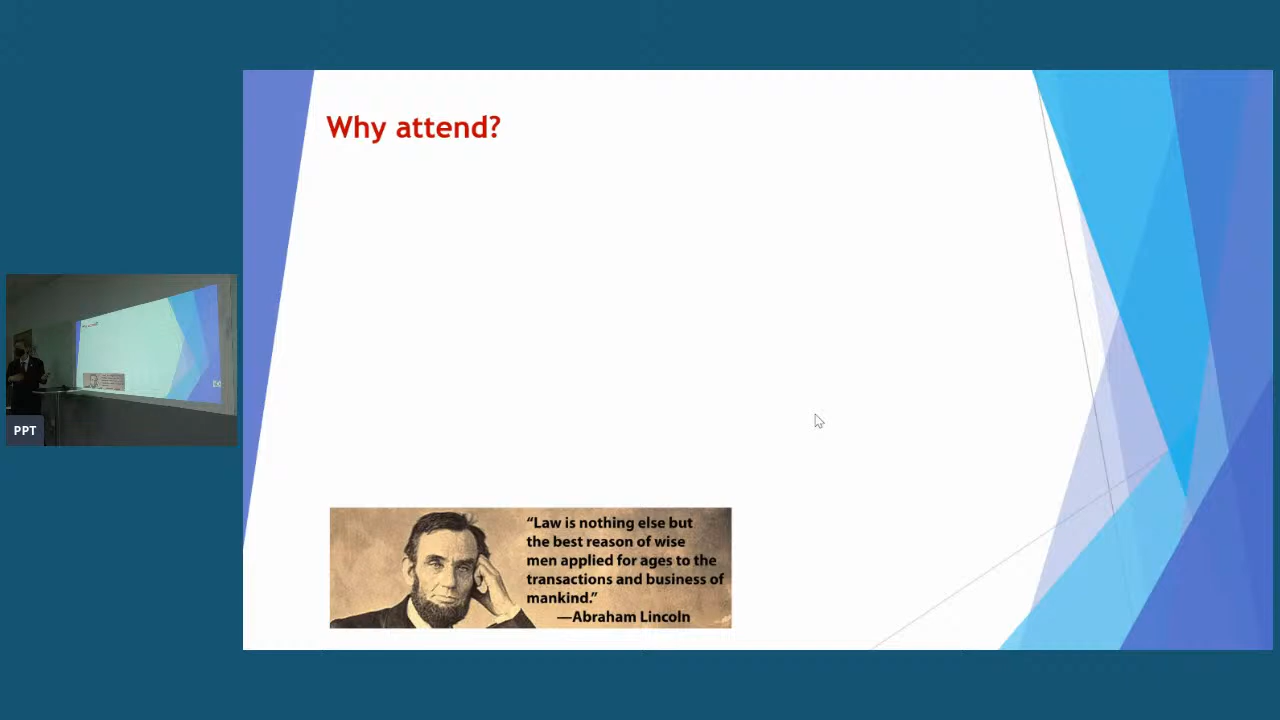 Why attend?
“Law is nothing else but
the best reason of wise
men applied for ages to the
transactions and business of
mankind.”
—Abraham Lincoln
PPT